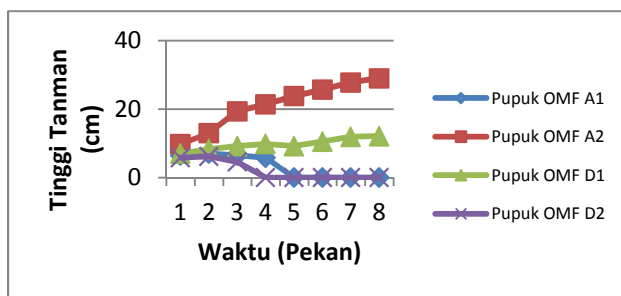 40
20
0
Tinggi Tanman
(cm)
1 2 3 4 5 6 7 8
Waktu (Pekan)
Pupuk OMF A1
Pupuk OMF A2
Pupuk OMF D1
Pupuk OMF D2